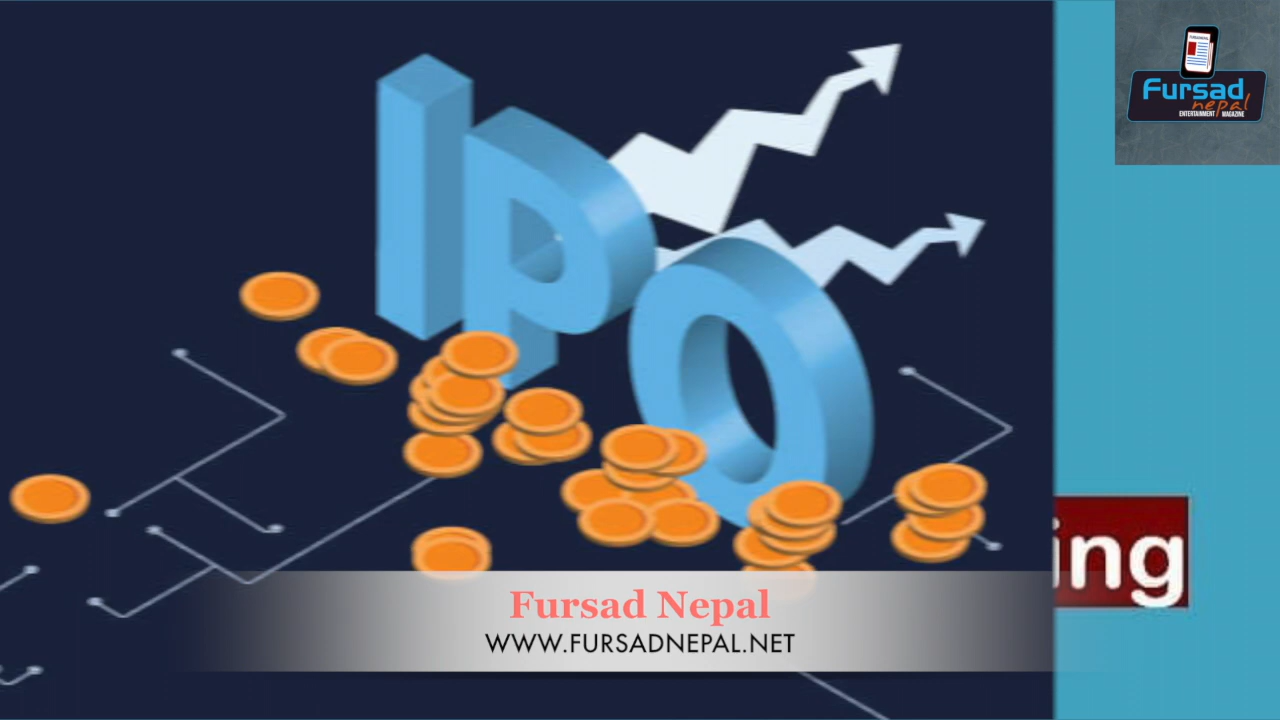 IPO
Fursad
nepal
ENTERTAINMENT / MAGAZINE
ing
Fursad Nepal
WWW.FURSADNEPAL.NET